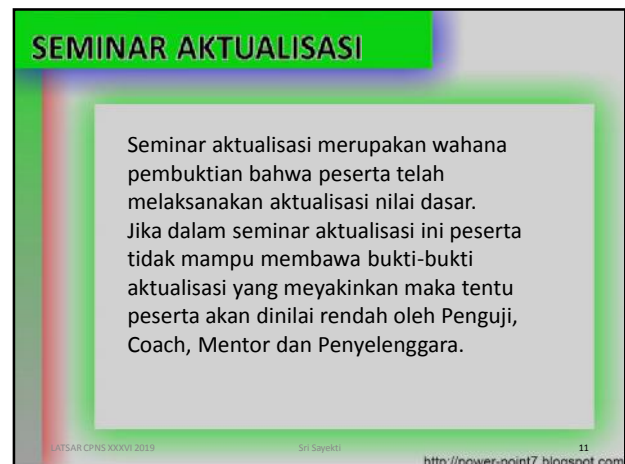 SEMINAR AKTUALISASI
Seminar aktualisasi merupakan wahana
pembuktian bahwa peserta telah
melaksanakan aktualisasi nilai dasar.
Jika dalam seminar aktualisasi ini peserta
tidak mampu membawa bukti-bukti
aktualisasi yang meyakinkan maka tentu
peserta akan dinilai rendah oleh Penguji,
Coach, Mentor dan Penyelenggara.
LATSAR CPNS XXXVI 2019 Sri Sayekti 11
http://power-point7.blogspot.com